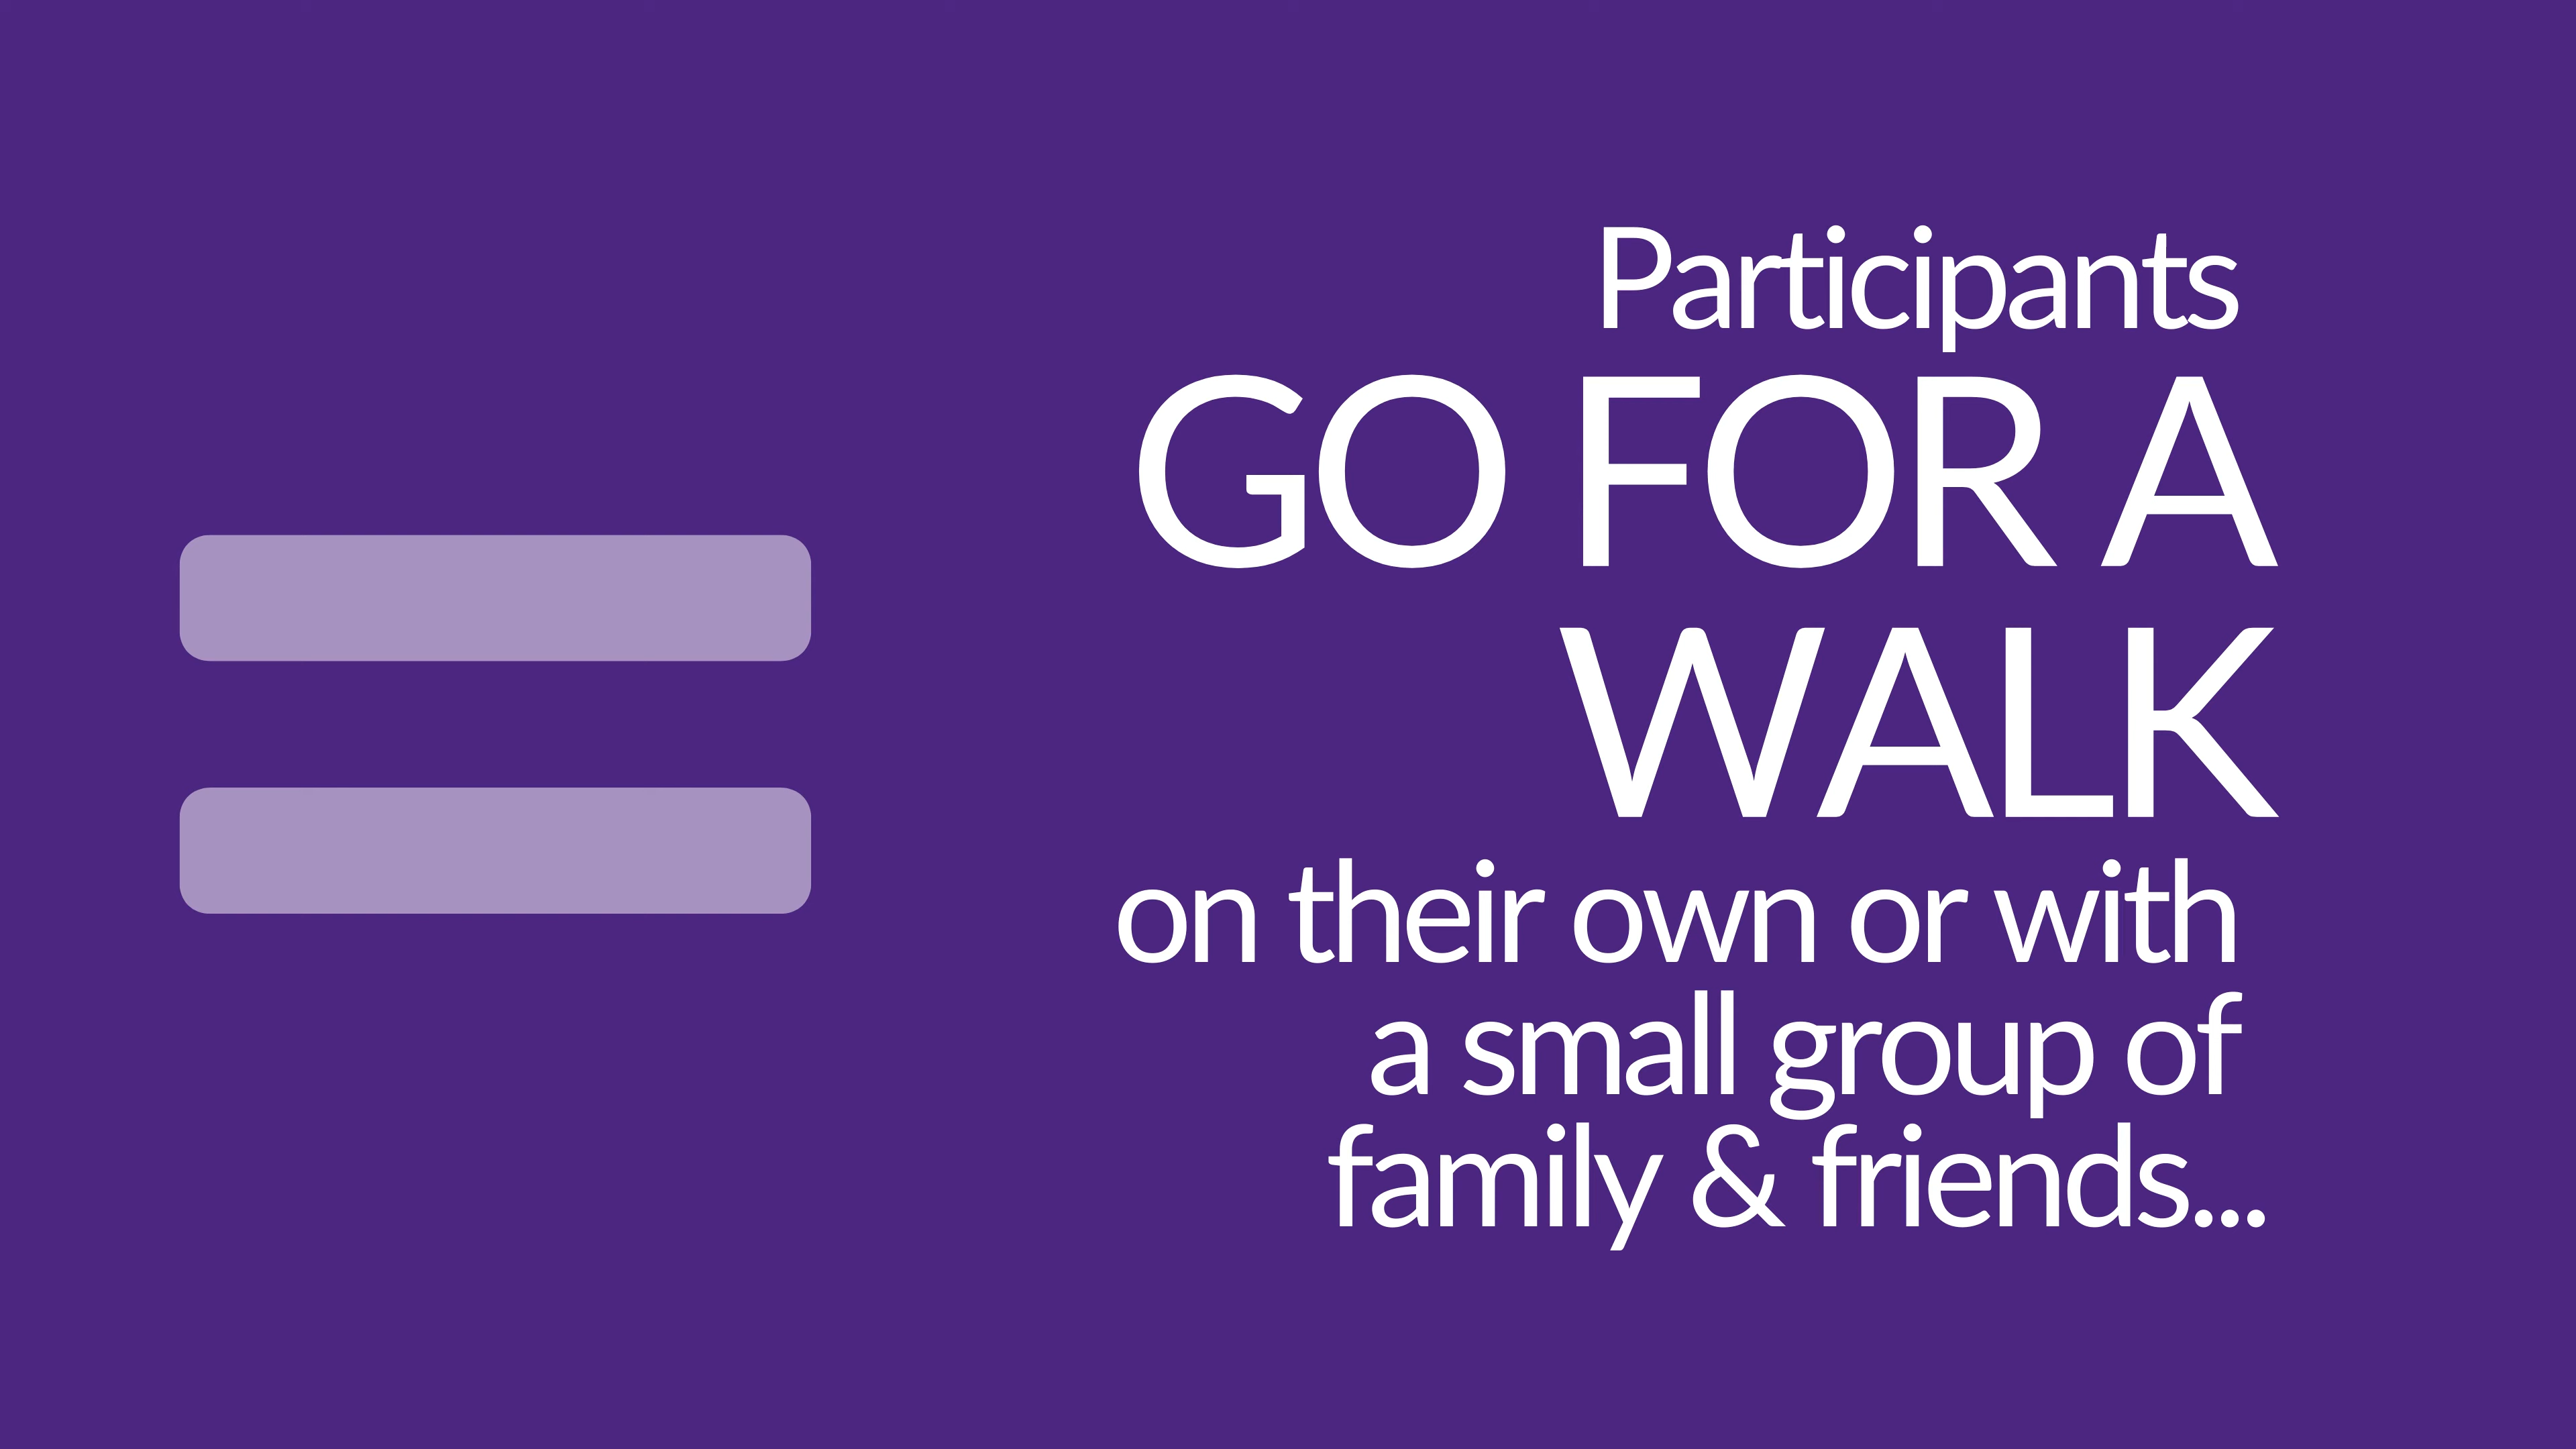 Participants
GO FOR A
WALK
on their own or with
a small group of
family & friends...